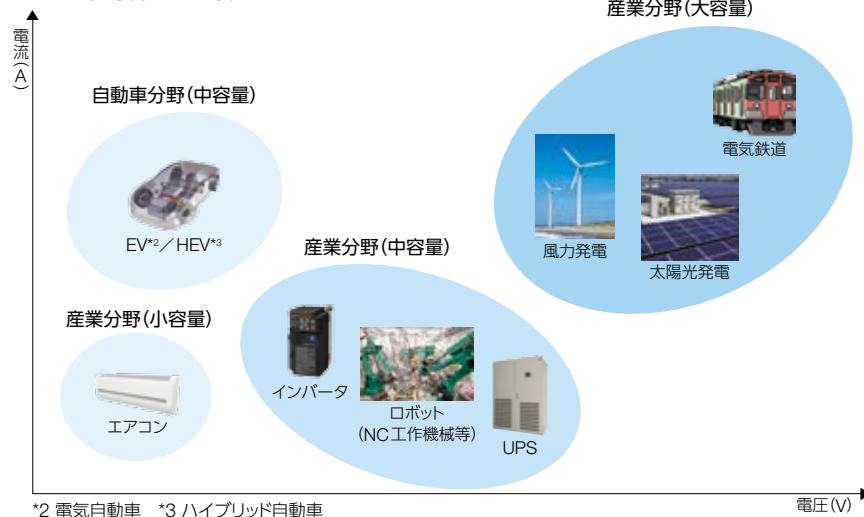 産業分野(大容量)
電流(A)
自動車分野(中容量)
電気鉄道
EV*2／HEV*3
産業分野(中容量)
風力発電
太陽光発電
産業分野(小容量)
インバータ
ロボット
(NC工作機械等)
エアコン
UPS
電圧(V)
*2 電気自動車 *3 ハイブリッド自動車